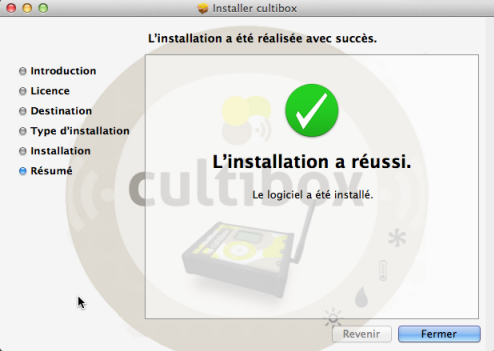 Installer cultibox
L'installation a été réalisée avec succès.
Introduction
Licence
Destination
Type d'installation
Installation
Résumé
L'installation a réussi.
cultibox
Le logiciel a été installé.
Revenir
Fermer